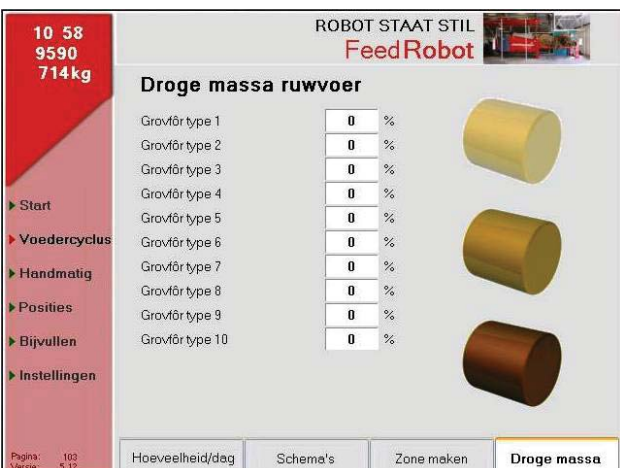 10 58
9590
714kg
ROBOT STAAT STIL
FeedRobot
Droge massa ruwvoer
Grovfôr type 1 0 %
Grovfôr type 2 0 %
Grovfôr type 3 0 %
Grovfôr type 4 0 %
Grovfôr type 5 0 %
Grovfôr type 6 0 %
Grovfôr type 7 0 %
Grovfôr type 8 0 %
Grovfôr type 9 0 %
Grovfôr type 10 0 %
Start
Voedercyclus
Handmatig
Posities
Bijvullen
Instellingen
Pagina: 103
Versie: 5.12
Hoeveelheid/dag
Schema's
Zone maken
Droge massa